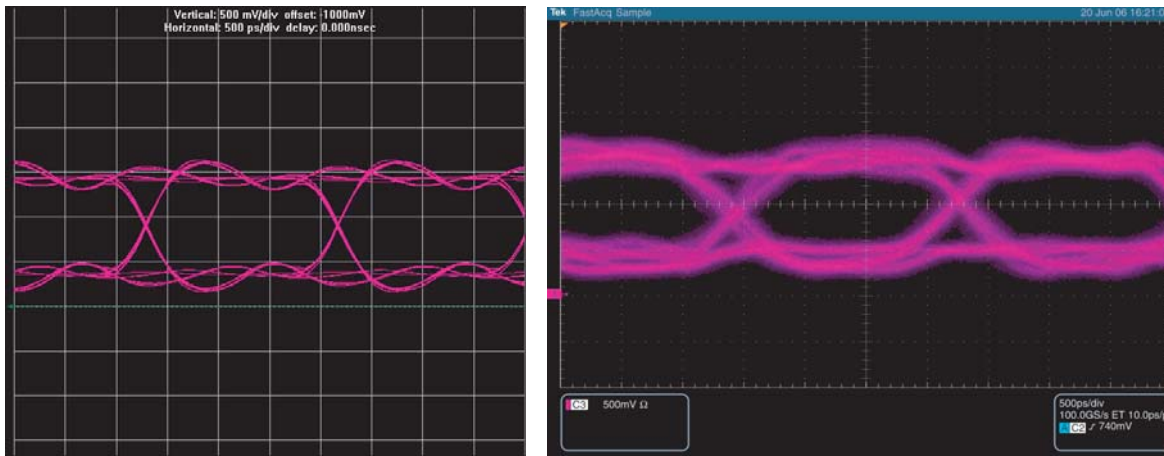 Vertical: 500 mV/div offset: -1000mV
Horizontal: 500 ps/div delay: 0.000nsec
Tek FastAcq Sample
20 Jun 06 16:21:0
C3 500mV Ω
500ps/div
100.0GS/s ET 10.0ps/p
A C2 740mV